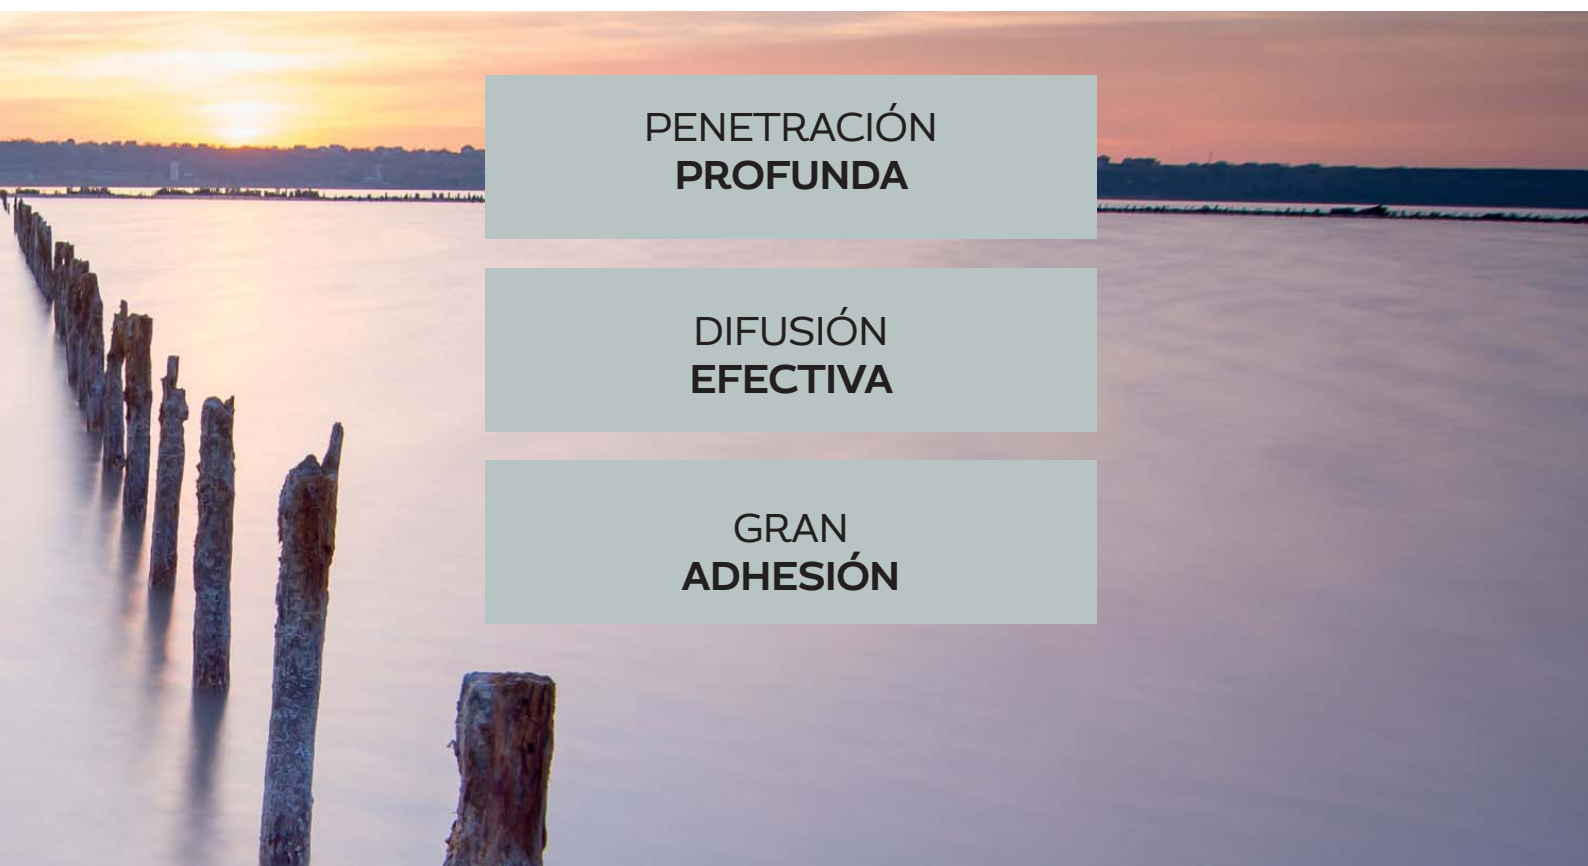 PENETRACIÓN
PROFUNDA
DIFUSIÓN
EFECTIVA
GRAN
ADHESIÓN